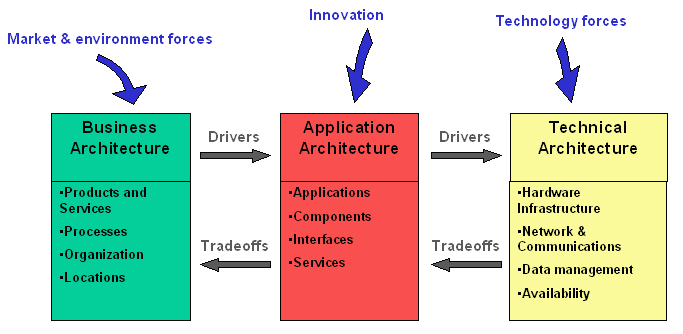 Innovation
Technology forces
Market & environment forces
Business
Architecture
Drivers
Application
Architecture
Drivers
Technical
Architecture
•Products and
Services
•Processes
•Organization
•Locations
Tradeoffs
•Applications
•Components
•Interfaces
•Services
Tradeoffs
•Hardware
Infrastructure
•Network &
Communications
•Data management
•Availability